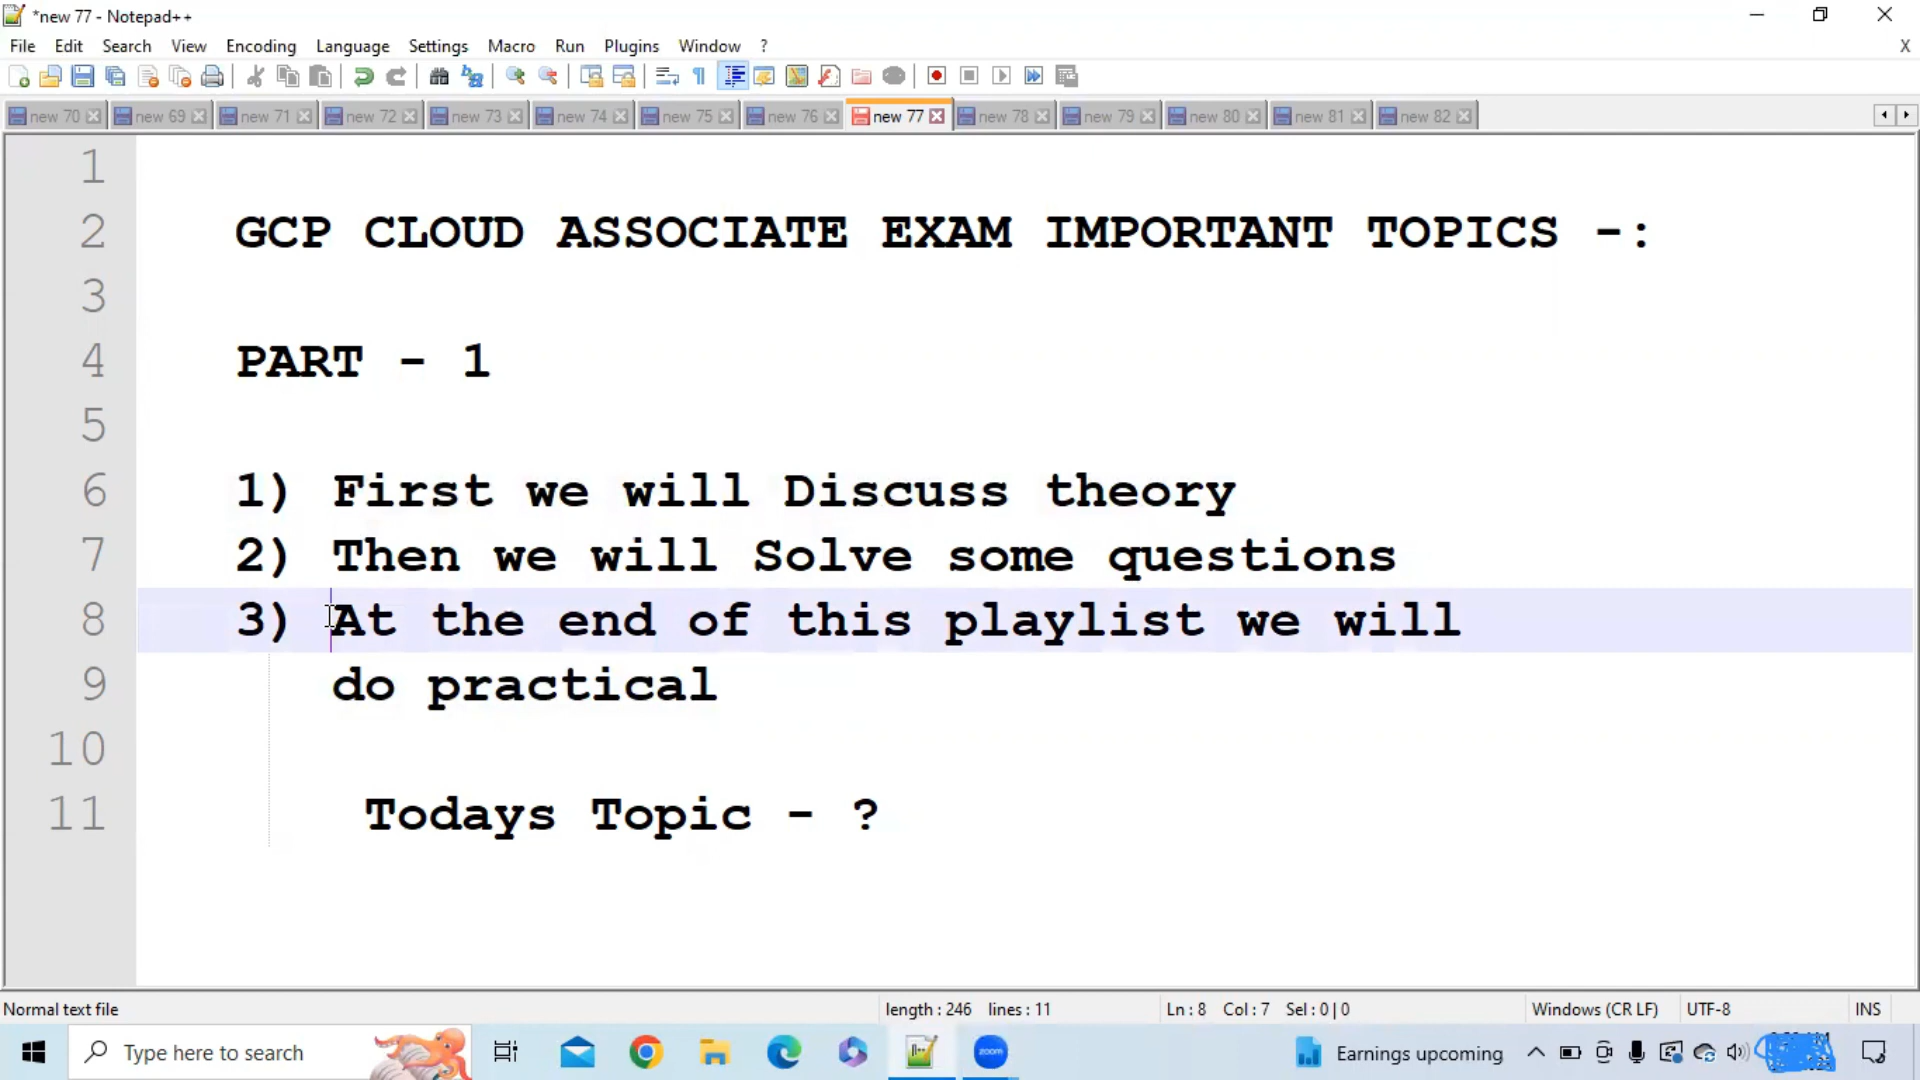 *new 77 - Notepad++
File Edit Search View Encoding Language Settings Macro Run Plugins Window ? X
new 70 new 69 new 71 new 72 new 73 new 74 new 75 new 76 new 77 new 78 new 79 new 80 new 81 new 82
1
2 GCP CLOUD ASSOCIATE EXAM IMPORTANT TOPICS -:
3
4 PART - 1
5
6 1) First we will Discuss theory
7 2) Then we will Solve some questions
8 3) At the end of this playlist we will
9 do practical
10
11 Todays Topic - ?
Normal text file length : 246 lines : 11 Ln : 8 Col : 7 Sel : 0 | 0 Windows (CR LF) UTF-8 INS
Type here to search zoom Earnings upcoming